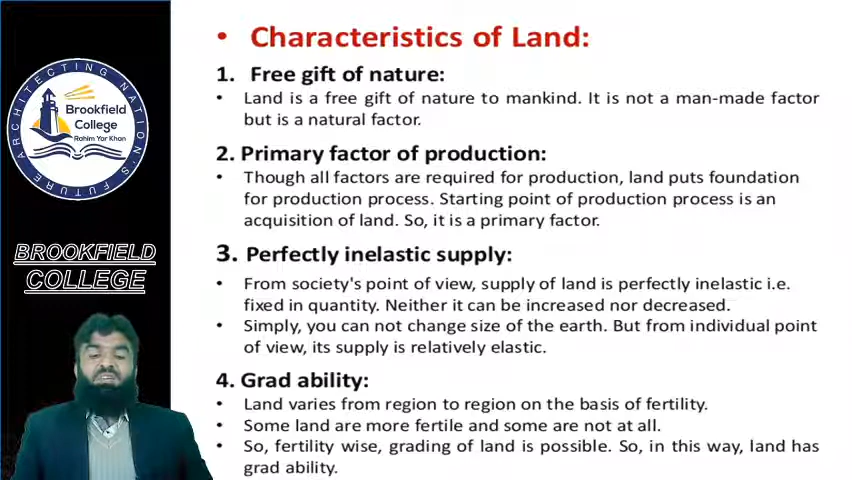 • Characteristics of Land:
1. Free gift of nature:
• Land is a free gift of nature to mankind. It is not a man-made factor
but is a natural factor.
2. Primary factor of production:
• Though all factors are required for production, land puts foundation
for production process. Starting point of production process is an
acquisition of land. So, it is a primary factor.
3. Perfectly inelastic supply:
• From society's point of view, supply of land is perfectly inelastic i.e.
fixed in quantity. Neither it can be increased nor decreased.
• Simply, you can not change size of the earth. But from individual point
of view, its supply is relatively elastic.
4. Grad ability:
• Land varies from region to region on the basis of fertility.
• Some land are more fertile and some are not at all.
• So, fertility wise, grading of land is possible. So, in this way, land has
grad ability.
ARCHITECTING NATION'S FUTURE
Brookfield
College
Rahim Yar Khan
BROOKFIELD
COLLEGE